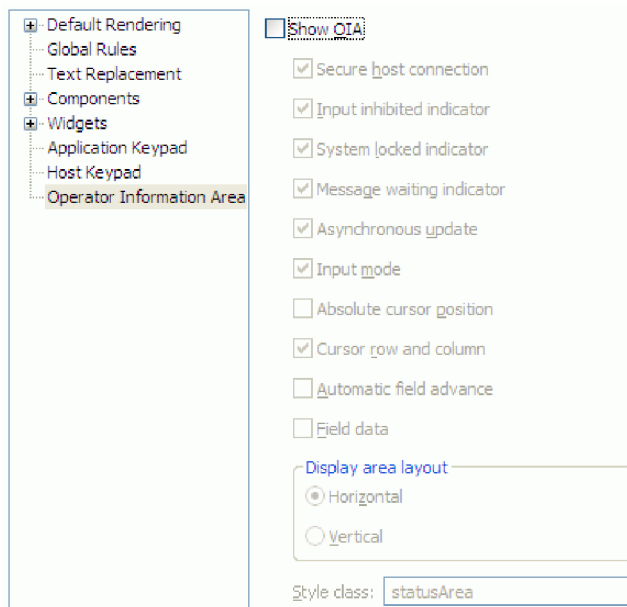 Default Rendering
Global Rules
Text Replacement
Components
Widgets
Application Keypad
Host Keypad
Operator Information Area
Show OIA
Secure host connection
Input inhibited indicator
System locked indicator
Message waiting indicator
Asynchronous update
Input mode
Absolute cursor position
Cursor row and column
Automatic field advance
Field data
Display area layout
Horizontal
Vertical
Style class: statusArea